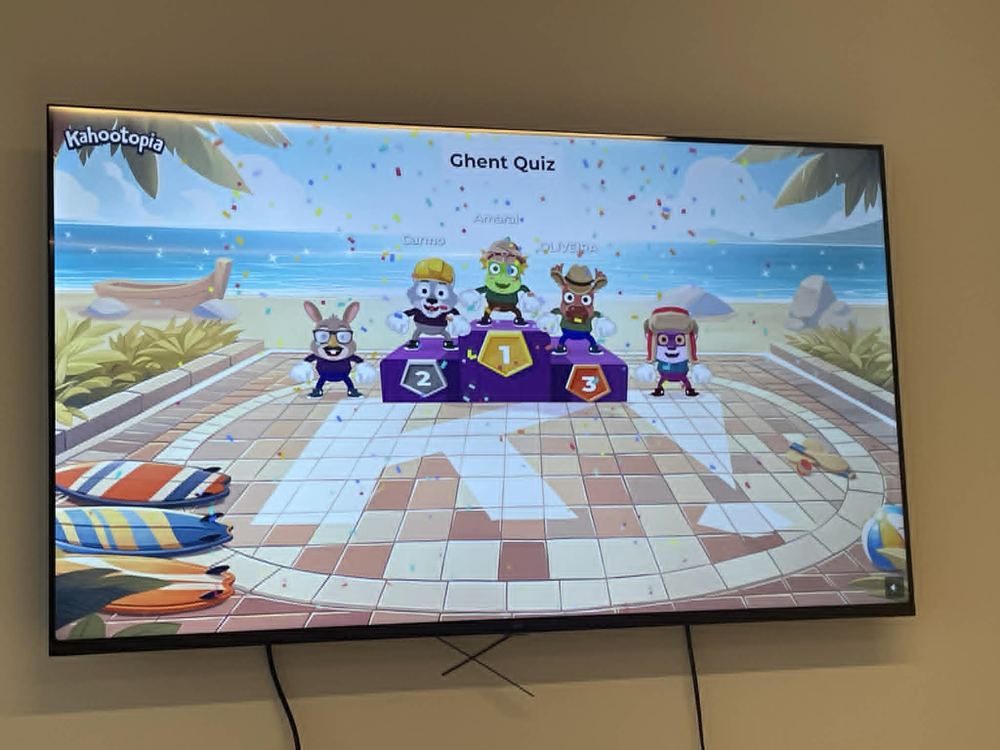 Kahootopia
Ghent Quiz
Amaral
Carmo
OLIVEIRA
1
2
3